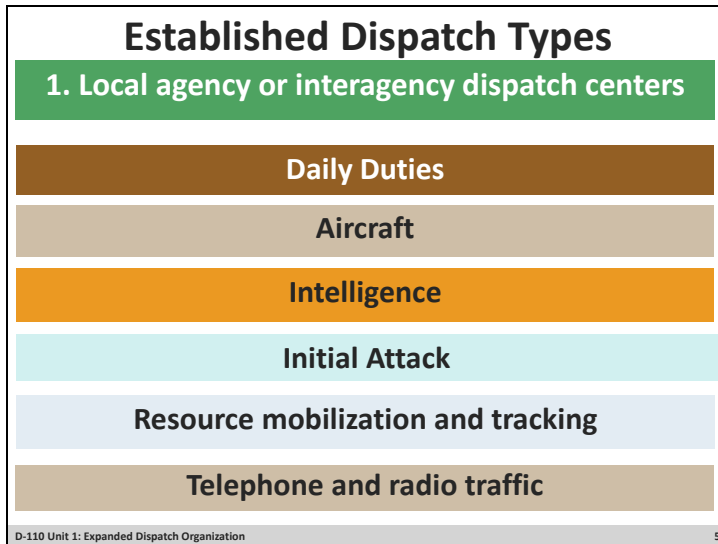 Established Dispatch Types
1. Local agency or interagency dispatch centers
Daily Duties
Aircraft
Intelligence
Initial Attack
Resource mobilization and tracking
Telephone and radio traffic
D-110 Unit 1: Expanded Dispatch Organization
5